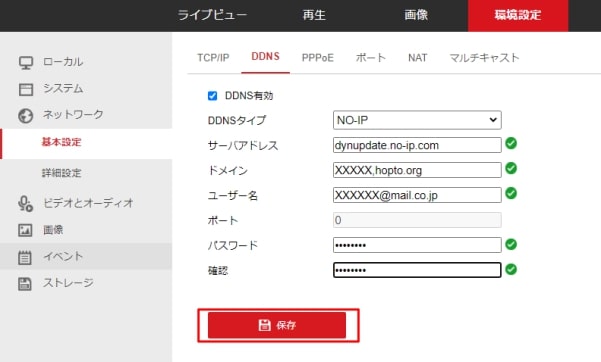 ライブビュー 再生 画像 環境設定
ローカル
システム
ネットワーク
基本設定
詳細設定
ビデオとオーディオ
画像
イベント
ストレージ
TCP/IP DDNS PPPoE ポート NAT マルチキャスト
DDNS有効
DDNSタイプ NO-IP
サーバアドレス dynupdate.no-ip.com
ドメイン XXXXX,hopto.org
ユーザー名 XXXXXX@mail.co.jp
ポート 0
パスワード ••••••••
確認 ••••••••
保存